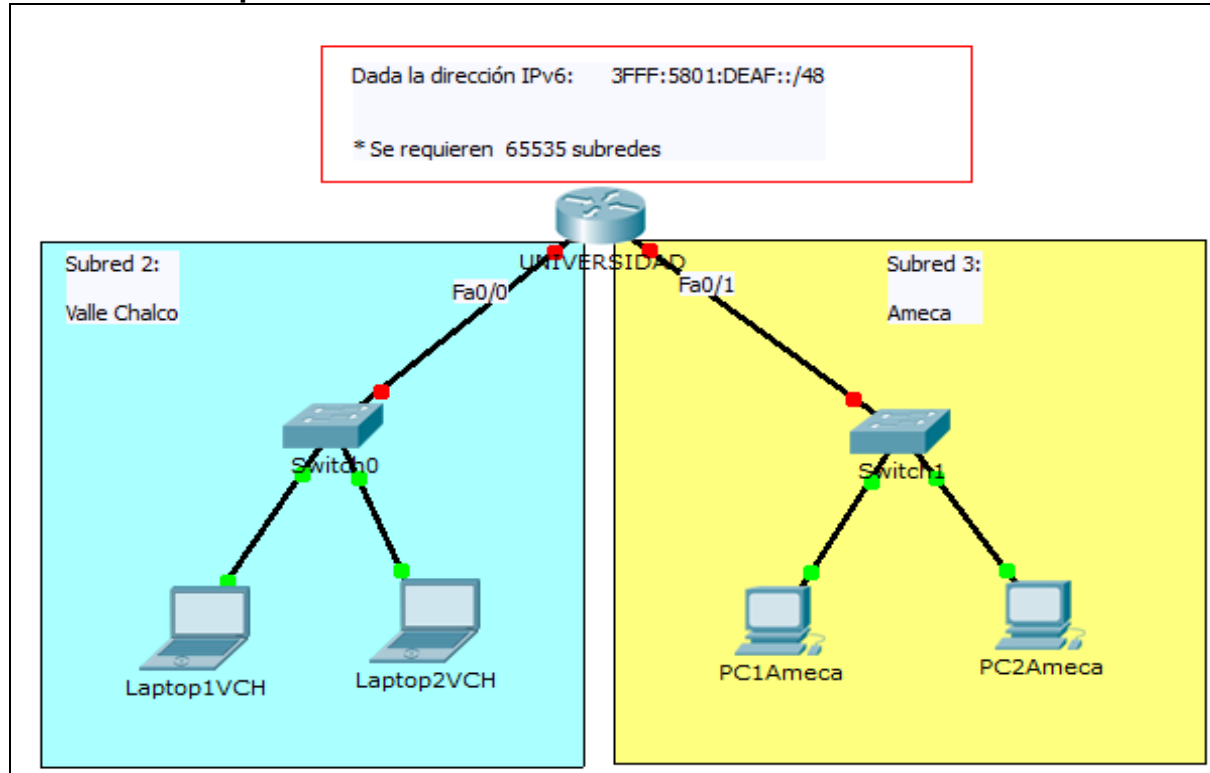 Dada la dirección IPv6: 3FFF:5801:DEAF::/48
* Se requieren 65535 subredes
UNIVERSIDAD
Subred 2:
Valle Chalco
Fa0/0
Fa0/1
Subred 3:
Ameca
Switch0
Switch1
Laptop1VCH
Laptop2VCH
PC1Ameca
PC2Ameca